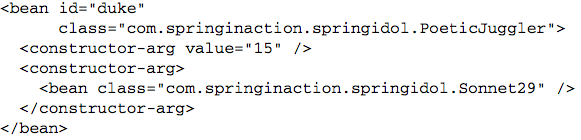 <bean id="duke"
      class="com.springinaction.springidol.PoeticJuggler">
  <constructor-arg value="15" />
  <constructor-arg>
    <bean class="com.springinaction.springidol.Sonnet29" />
  </constructor-arg>
</bean>